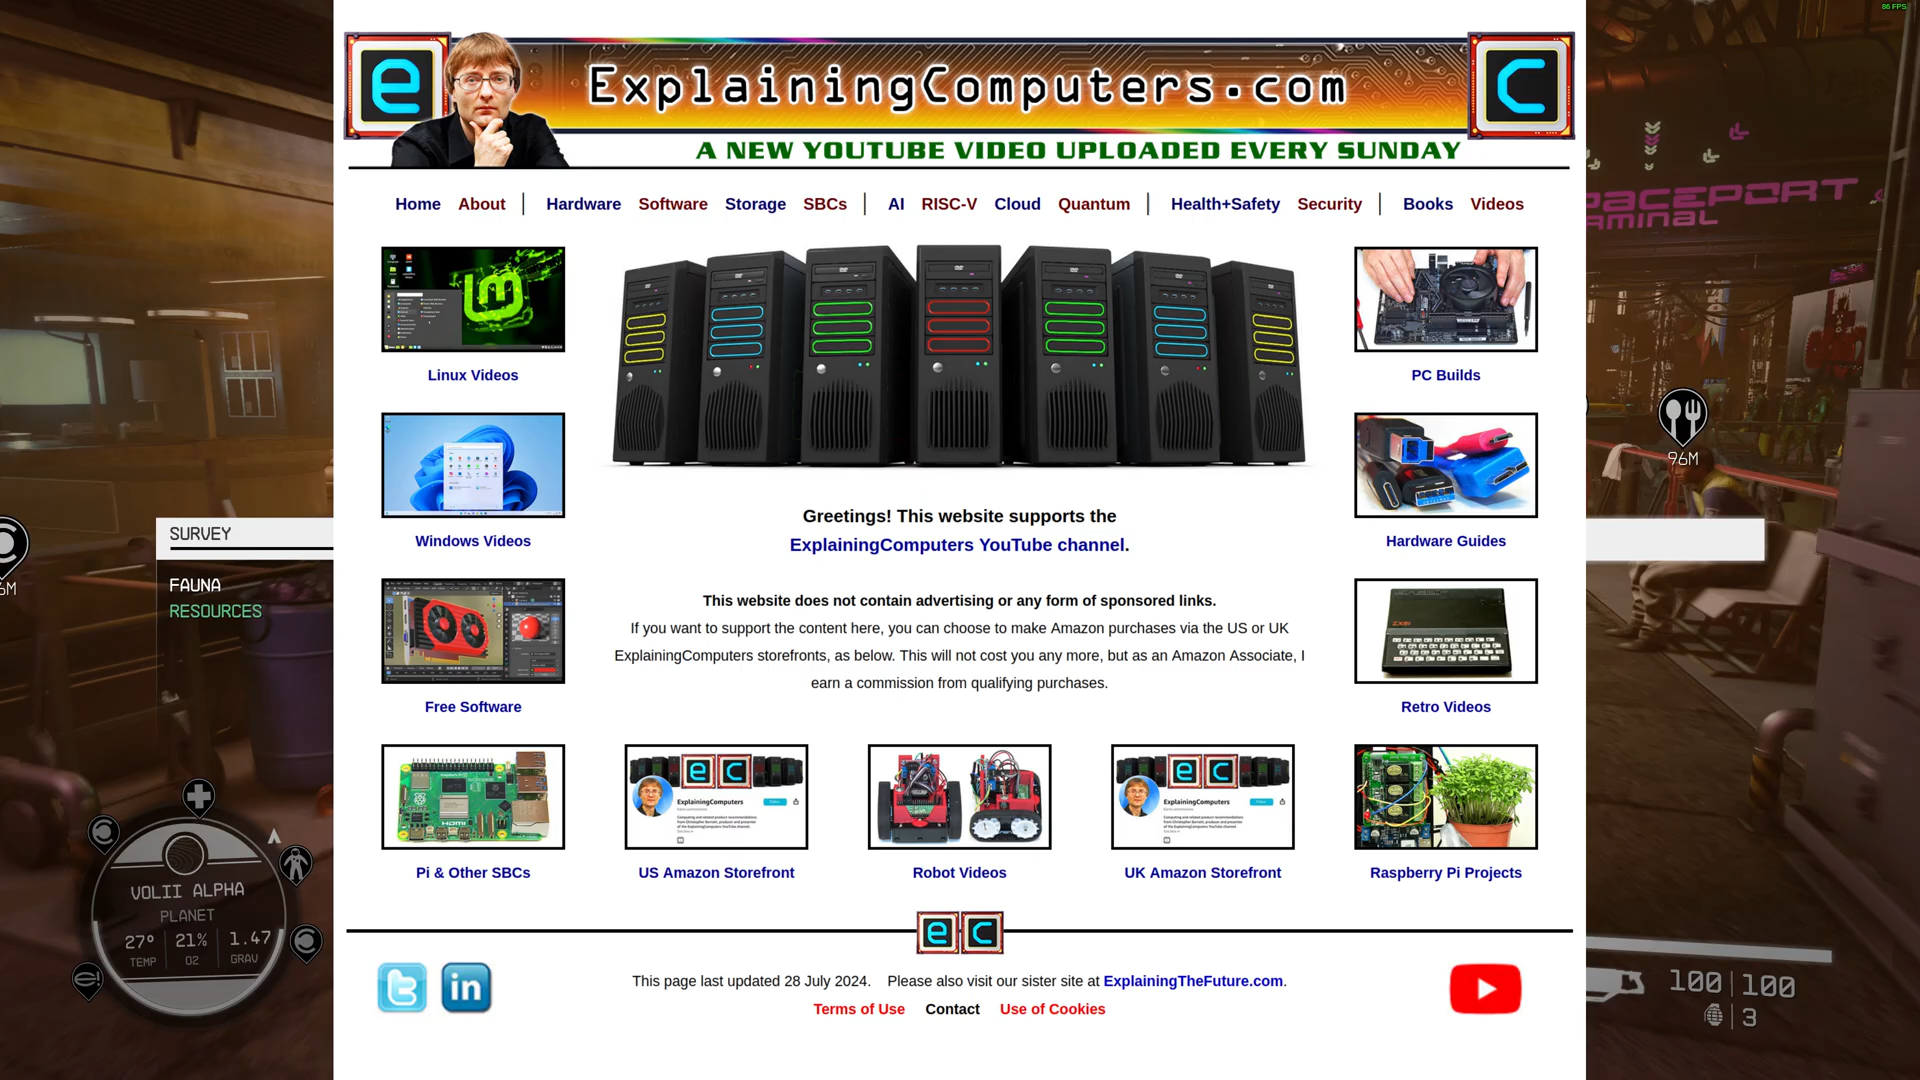 86 FPS
e
ExplainingComputers.com
C
A NEW YOUTUBE VIDEO UPLOADED EVERY SUNDAY
Home About | Hardware Software Storage SBCs | AI RISC-V Cloud Quantum | Health+Safety Security | Books Videos
SPACEPORT
TERMINAL
Linux Videos
PC Builds
96M
SURVEY
Windows Videos
Greetings! This website supports the
ExplainingComputers YouTube channel.
Hardware Guides
FAUNA
RESOURCES
This website does not contain advertising or any form of sponsored links.
If you want to support the content here, you can choose to make Amazon purchases via the US or UK
ExplainingComputers storefronts, as below. This will not cost you any more, but as an Amazon Associate, I
earn a commission from qualifying purchases.
Free Software
Retro Videos
HDMI
ec
ExplainingComputers
ec
ExplainingComputers
Pi & Other SBCs
US Amazon Storefront
Robot Videos
UK Amazon Storefront
Raspberry Pi Projects
VOLII ALPHA
PLANET
27° | 21% | 1.47
TEMP O2 GRAV
e c
in
This page last updated 28 July 2024. Please also visit our sister site at ExplainingTheFuture.com.
Terms of Use Contact Use of Cookies
100 | 100
3